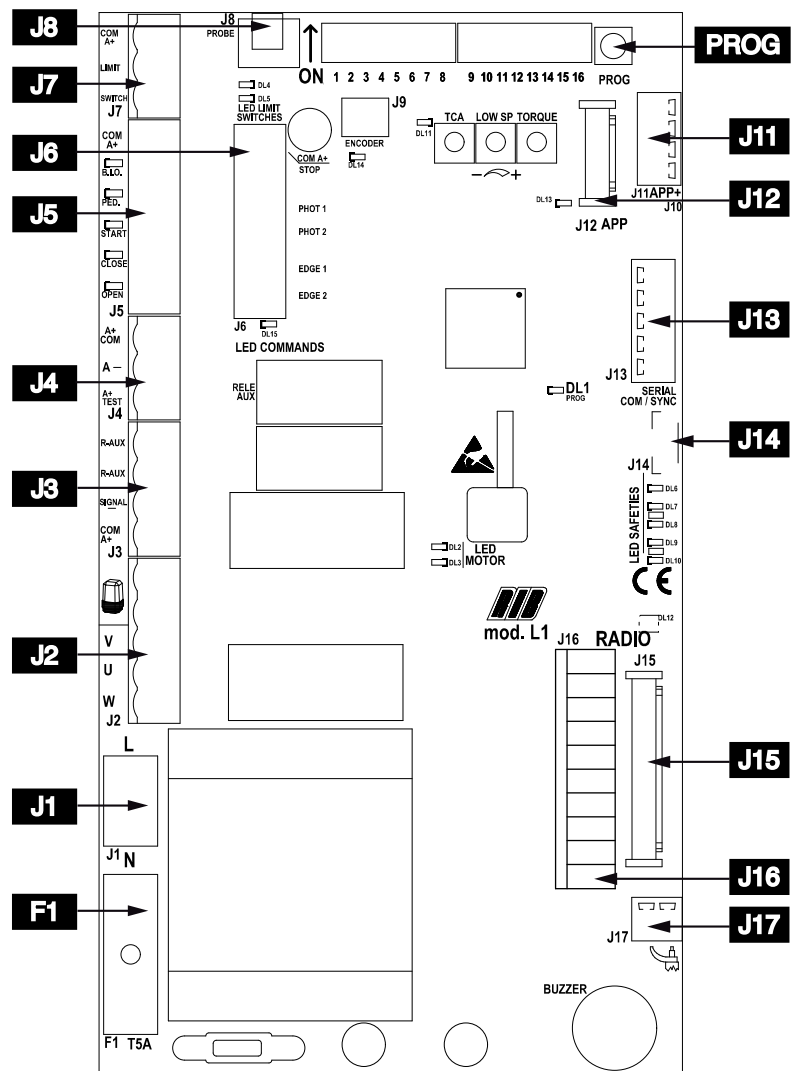 J8
COM
A+
LIMIT
SWITCH
J7
J7
J8
PROBE
ON
1 2 3 4 5 6 7 8
9 10 11 12 13 14 15 16
PROG
PROG
DL4
DL5
LED LIMIT
SWITCHES
J9
ENCODER
DL14
COM A+
STOP
DL11
TCA LOW SP TORQUE
− +
J11
J11 APP+
J10
J12
DL13
J12 APP
J6
COM
A+
B.I.O.
PED.
START
CLOSE
OPEN
J5
J5
PHOT 1
PHOT 2
EDGE 1
EDGE 2
J6
DL15
LED COMMANDS
J13
J13
SERIAL
COM / SYNC
A+
COM
A −
A+
TEST
J4
J4
RELE
AUX
DL1
PROG
J14
J14
R-AUX
R-AUX
SIGNAL
−
COM
A+
J3
J3
LED SAFETIES
DL6
DL7
DL8
DL9
DL10
CE
DL2
DL3
LED
MOTOR
mod. L1
DL12
RADIO
J16
J15
J2
V
U
W
J2
L
J1
J1 N
J15
J16
J17
J17
F1
F1 T5A
BUZZER